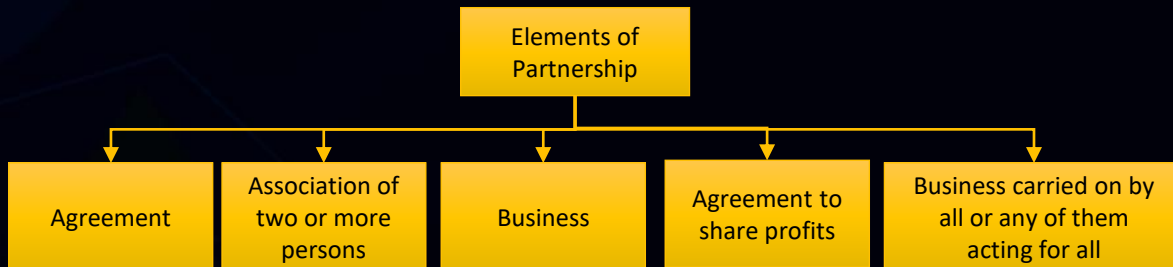 Elements of
Partnership
Agreement
Association of
two or more
persons
Business
Agreement to
share profits
Business carried on by
all or any of them
acting for all